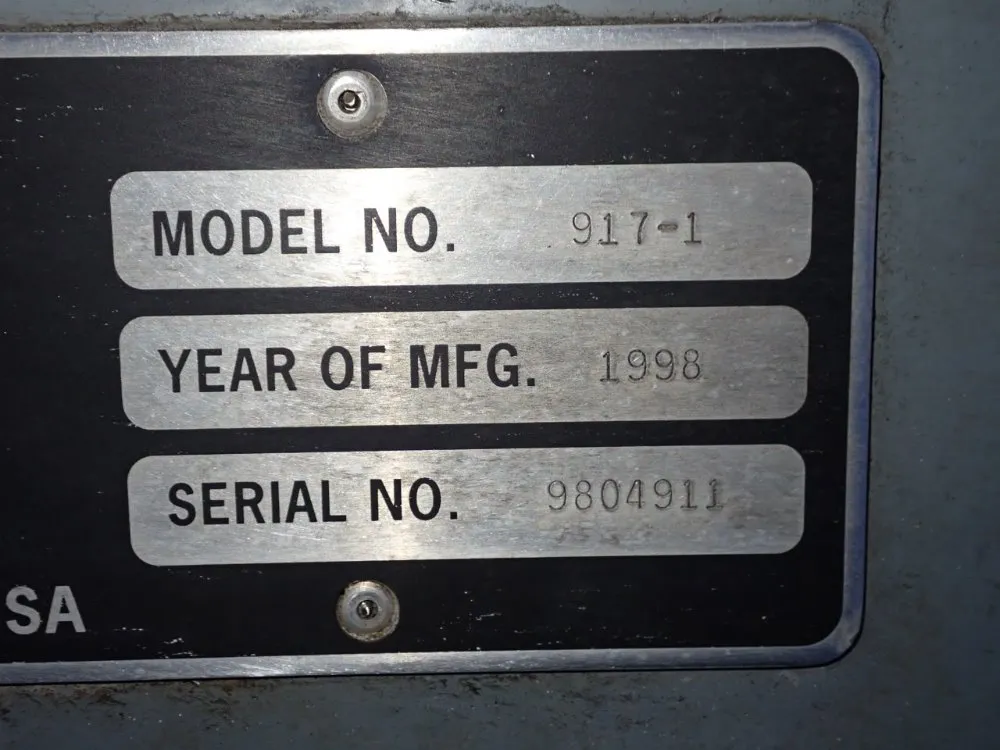 MODEL NO. 917-1
YEAR OF MFG. 1998
SERIAL NO. 9804911
SA